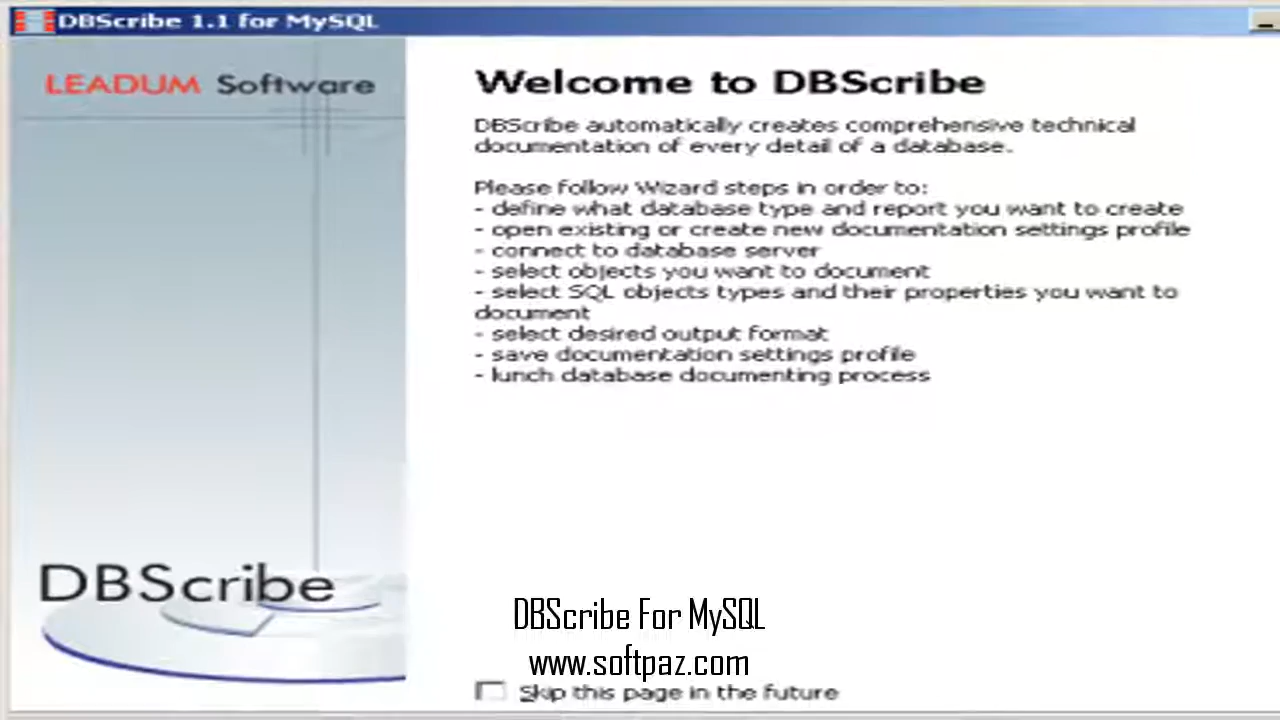 DBScribe 1.1 for MySQL
LEADUM Software
Welcome to DBScribe
DBScribe automatically creates comprehensive technical
documentation of every detail of a database.
Please follow Wizard steps in order to:
- define what database type and report you want to create
- open existing or create new documentation settings profile
- connect to database server
- select objects you want to document
- select SQL objects types and their properties you want to
document
- select desired output format
- save documentation settings profile
- lunch database documenting process
DBScribe
DBScribe For MySQL
www.softpaz.com
Skip this page in the future